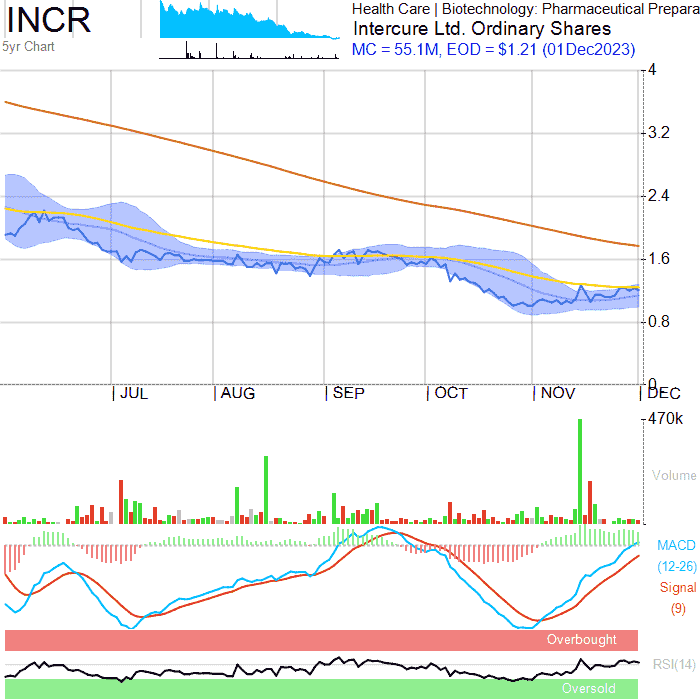 INCR
5yr Chart
Health Care | Biotechnology: Pharmaceutical Prepara
Intercure Ltd. Ordinary Shares
MC = 55.1M, EOD = $1.21 (01Dec2023)
4
3.2
2.4
1.6
0.8
0
JUL
AUG
SEP
OCT
NOV
DEC
470k
Volume
MACD
(12-26)
Signal
(9)
Overbought
RSI(14)
Oversold